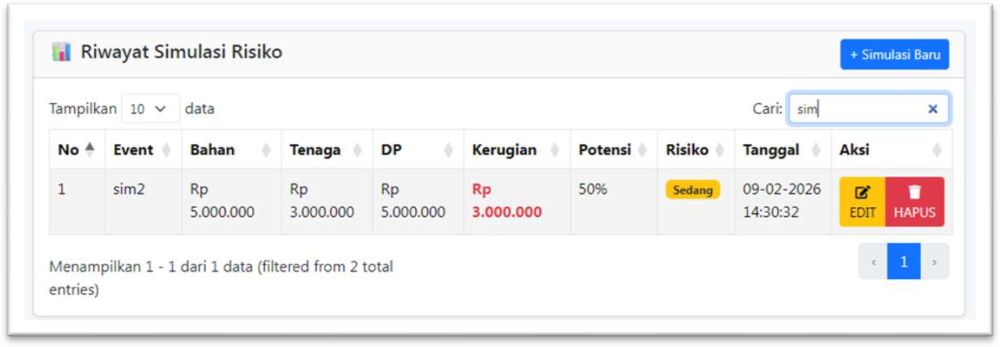 Riwayat Simulasi Risiko
+ Simulasi Baru
Tampilkan 10 data
Cari: sim ×
No Event Bahan Tenaga DP Kerugian Potensi Risiko Tanggal Aksi
1 sim2 Rp Rp Rp Rp 50% Sedang 09-02-2026
5.000.000 3.000.000 5.000.000 3.000.000 14:30:32 EDIT HAPUS
Menampilkan 1 - 1 dari 1 data (filtered from 2 total
entries)
‹ 1 ›